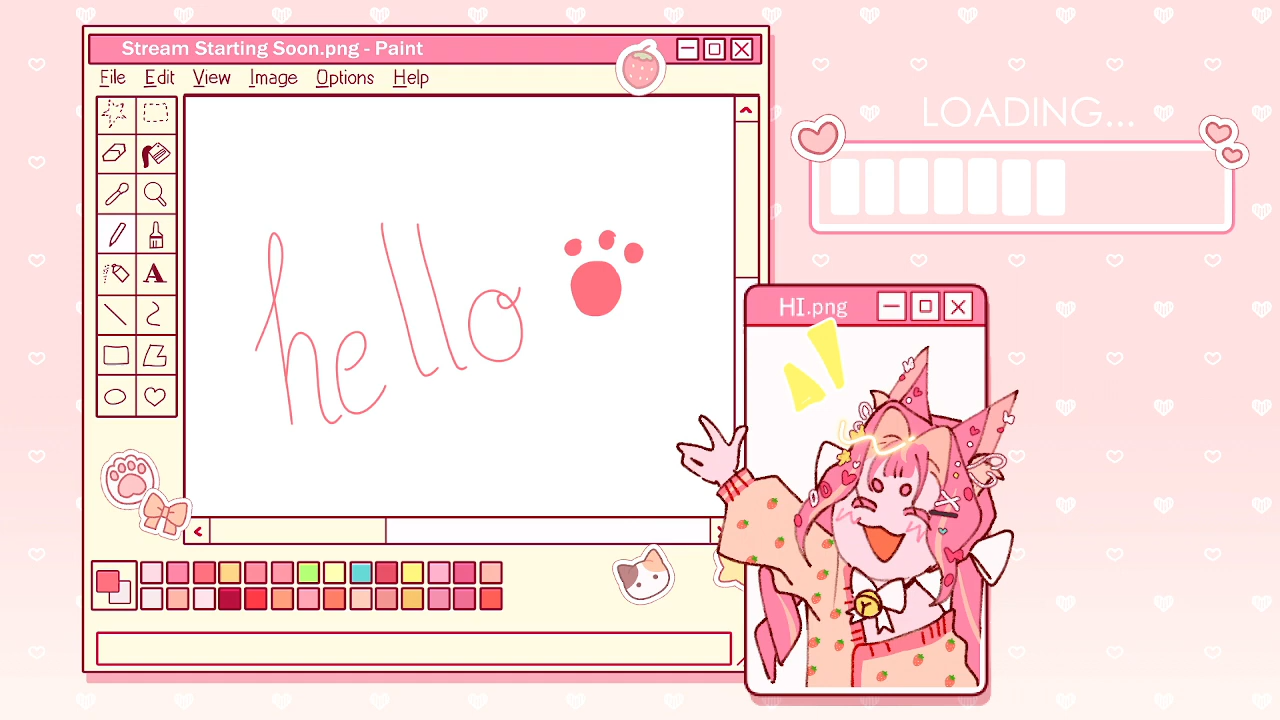 Stream Starting Soon.png - Paint
File Edit View Image Options Help
A
hello
LOADING...
HI.png